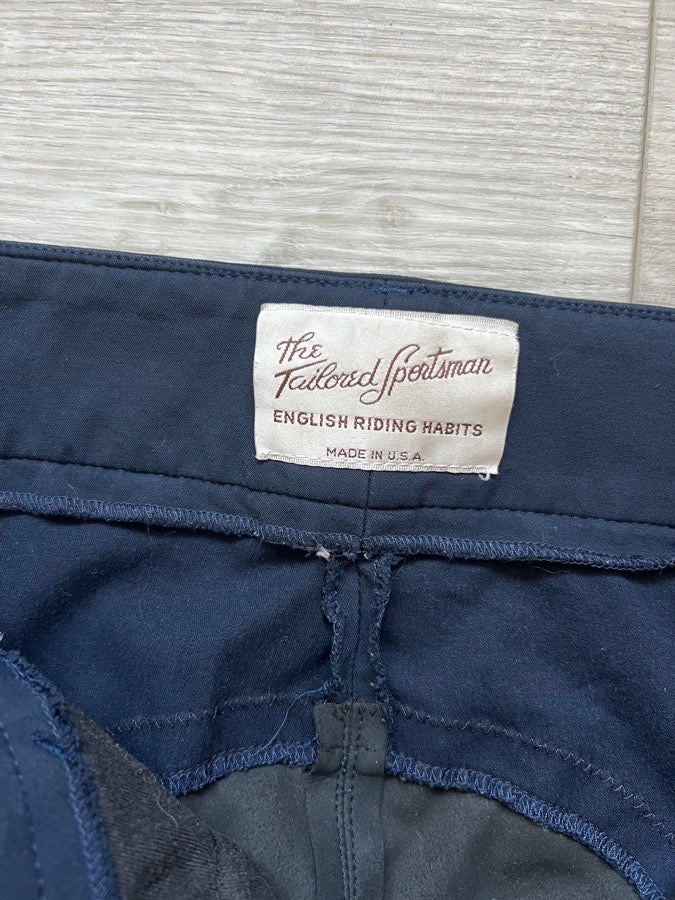 The
Tailored Sportsman
ENGLISH RIDING HABITS
MADE IN U.S.A.